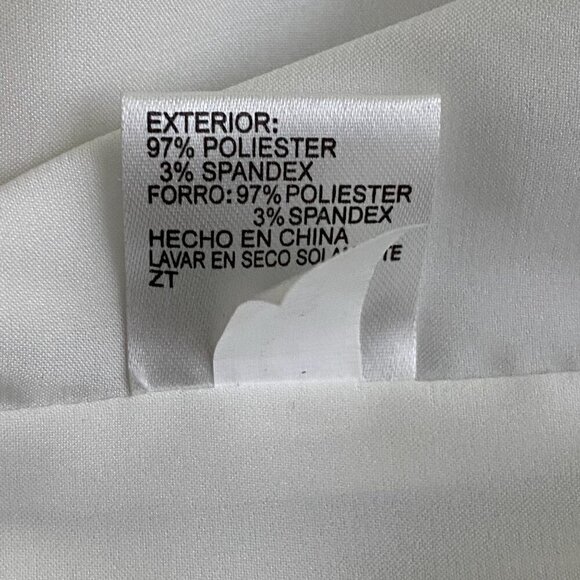 EXTERIOR:
97% POLIESTER
3% SPANDEX
FORRO: 97% POLIESTER
3% SPANDEX
HECHO EN CHINA
LAVAR EN SECO
ZT